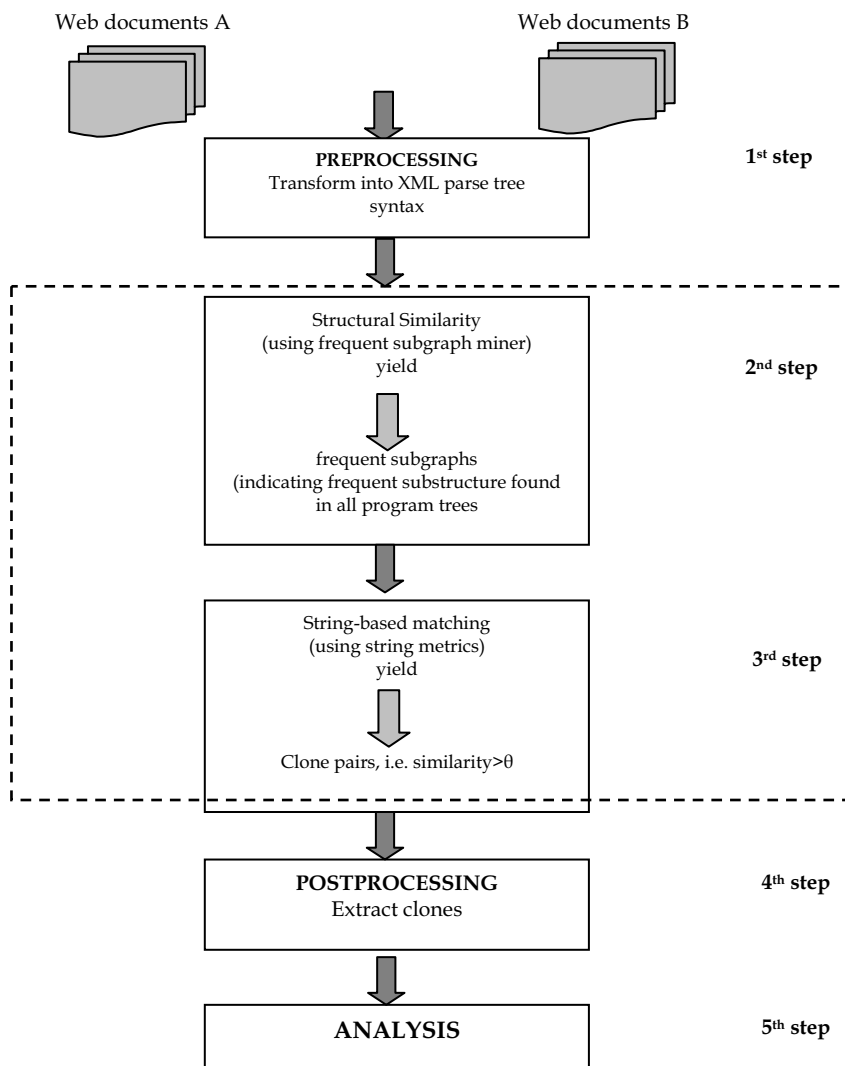 Web documents A
Web documents B
PREPROCESSING
Transform into XML parse tree
syntax
1st step
Structural Similarity
(using frequent subgraph miner)
yield
2nd step
frequent subgraphs
(indicating frequent substructure found
in all program trees
String-based matching
(using string metrics)
yield
3rd step
Clone pairs, i.e. similarity>θ
POSTPROCESSING
Extract clones
4th step
ANALYSIS
5th step